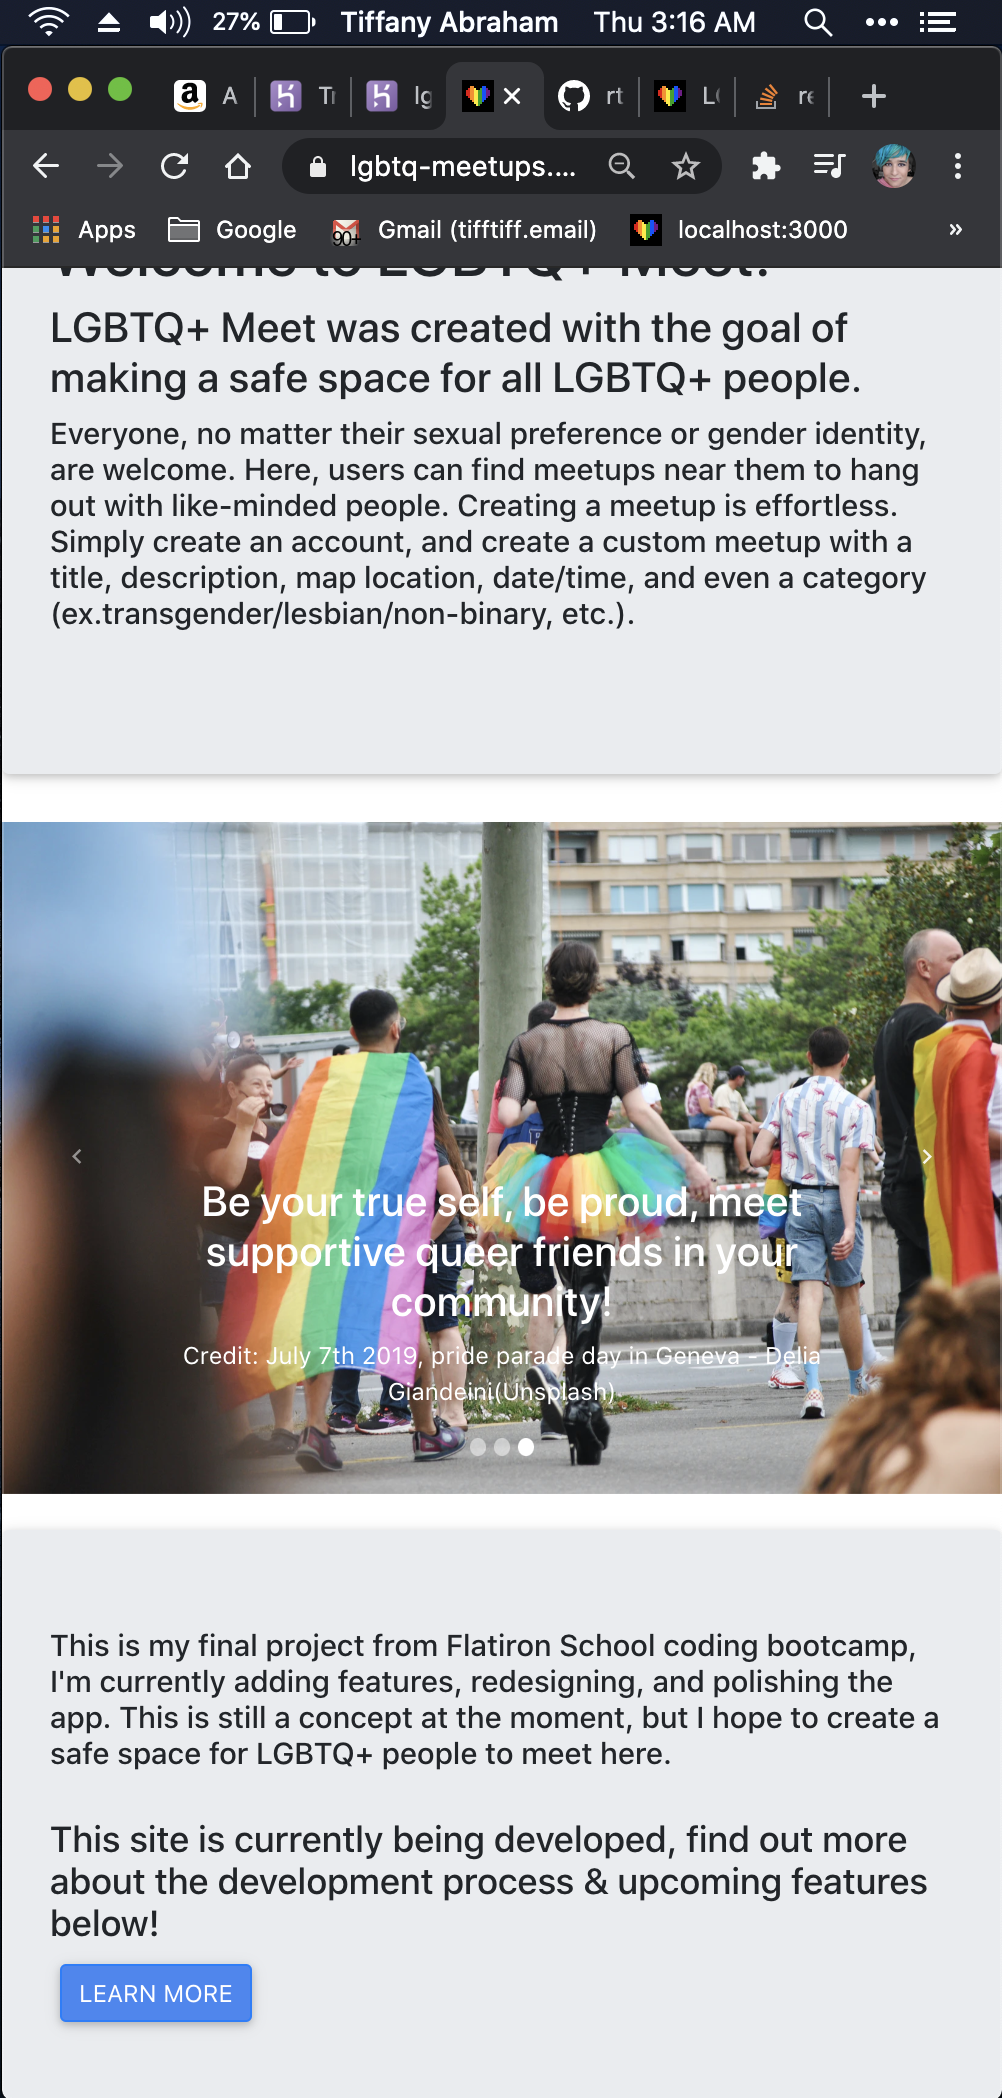 27% Tiffany Abraham Thu 3:16 AM
A Tr lg L re
lgbtq-meetups....
Apps Google 90+ Gmail (tifftiff.email) localhost:3000 »
Welcome to LGBTQ+ Meet!
LGBTQ+ Meet was created with the goal of
making a safe space for all LGBTQ+ people.
Everyone, no matter their sexual preference or gender identity,
are welcome. Here, users can find meetups near them to hang
out with like-minded people. Creating a meetup is effortless.
Simply create an account, and create a custom meetup with a
title, description, map location, date/time, and even a category
(ex.transgender/lesbian/non-binary, etc.).
Be your true self, be proud, meet
supportive queer friends in your
community!
Credit: July 7th 2019, pride parade day in Geneva - Delia
Giandeini(Unsplash)
This is my final project from Flatiron School coding bootcamp,
I'm currently adding features, redesigning, and polishing the
app. This is still a concept at the moment, but I hope to create a
safe space for LGBTQ+ people to meet here.
This site is currently being developed, find out more
about the development process & upcoming features
below!
LEARN MORE